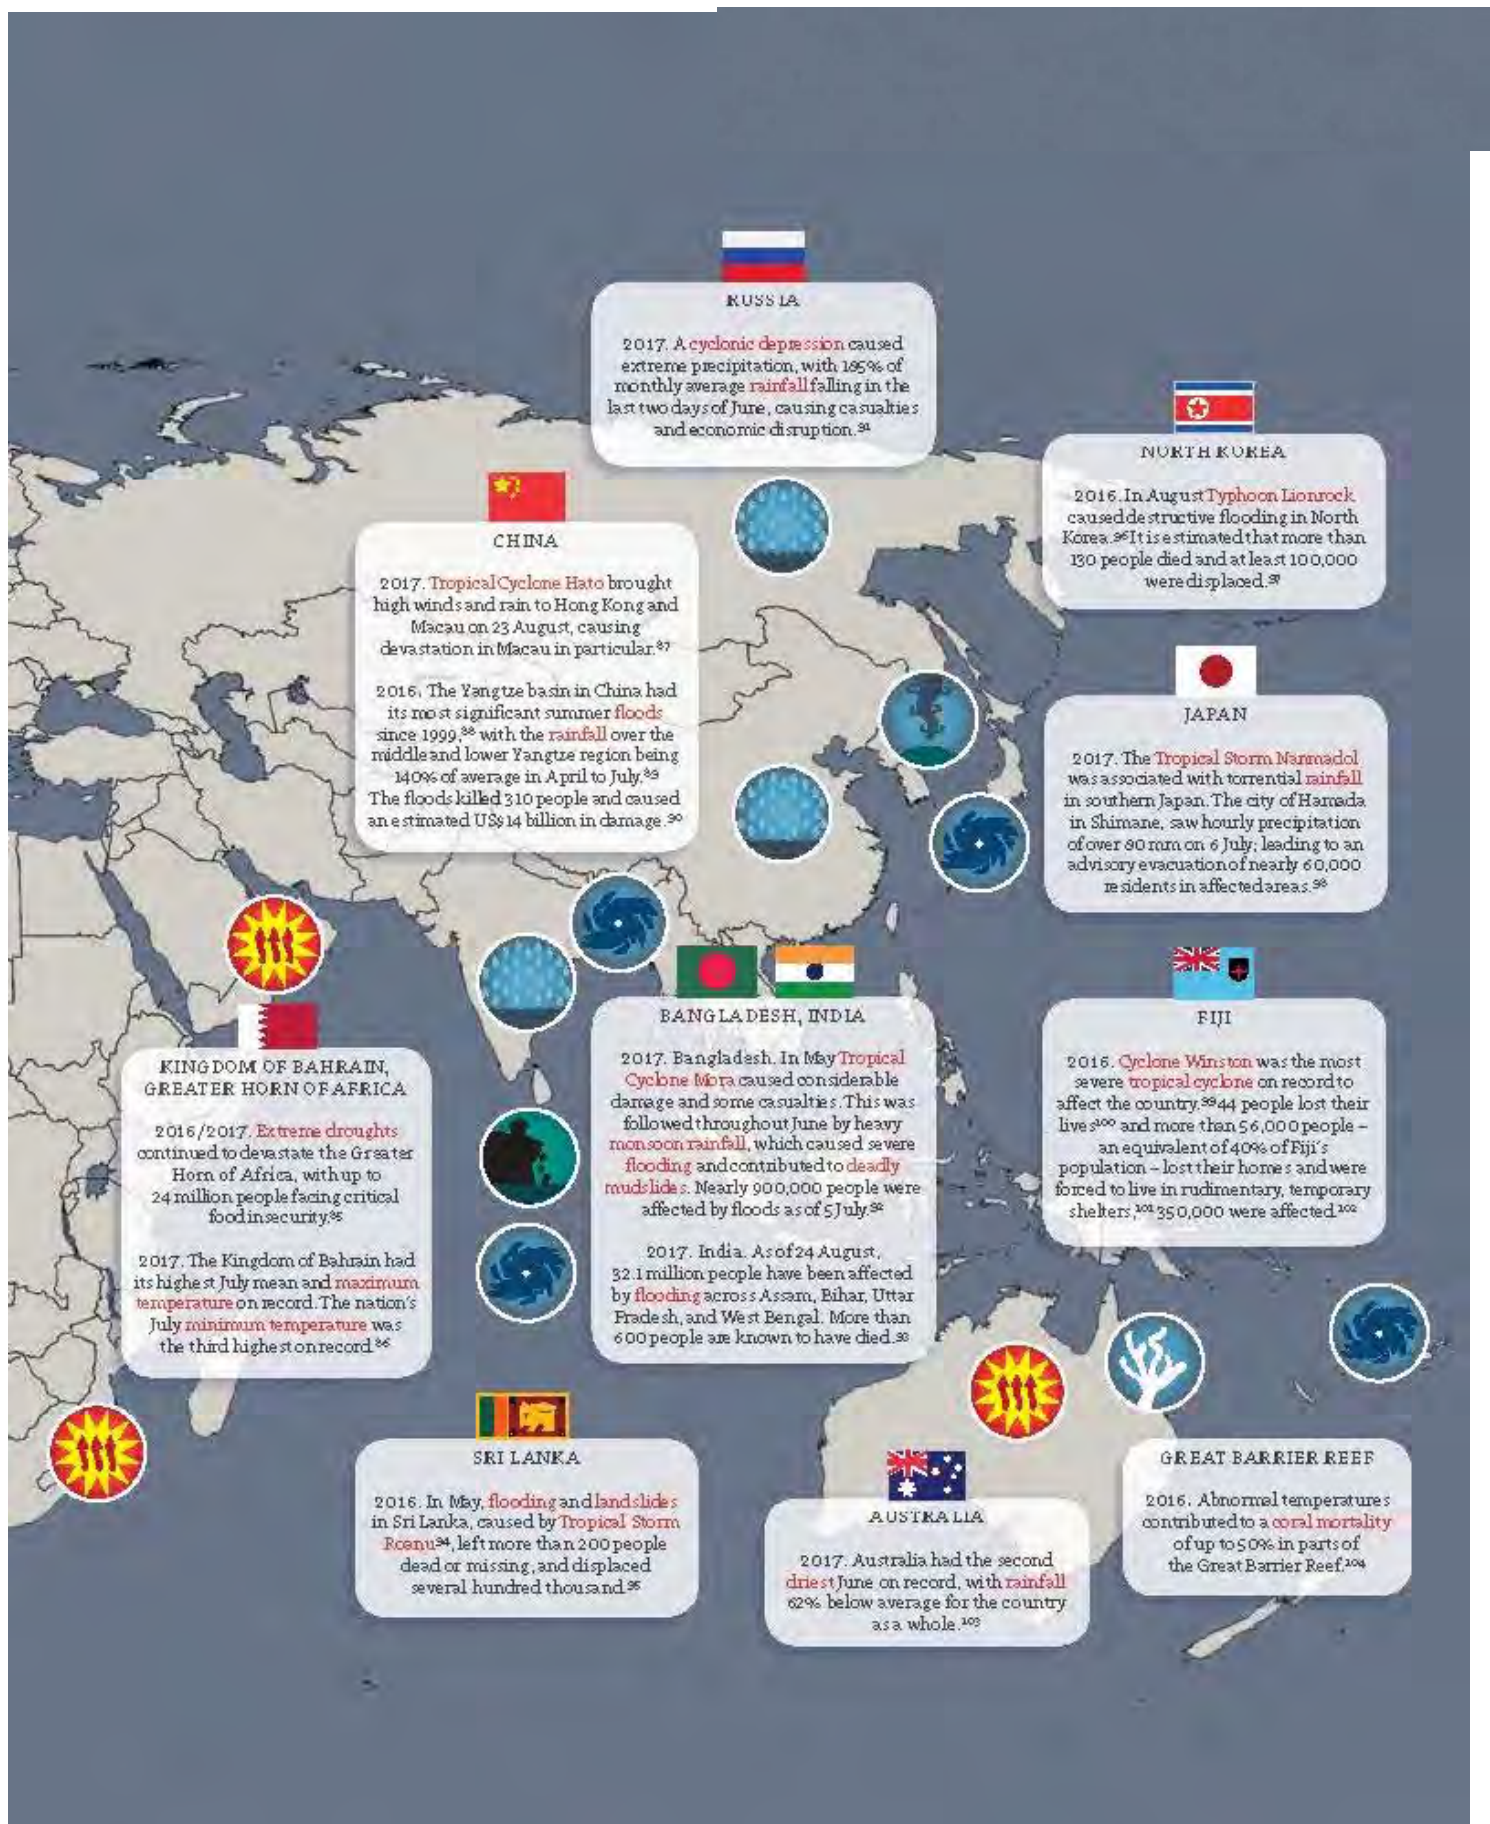 RUSSIA
2017. A cyclonic depression caused
extreme precipitation, with 185% of
monthly average rainfall falling in the
last two days of June, causing casualties
and economic disruption.⁹¹
NORTH KOREA
2016. In August Typhoon Lionrock
caused destructive flooding in North
Korea.⁹⁶ It is estimated that more than
130 people died and at least 100,000
were displaced.⁹⁷
CHINA
2017. Tropical Cyclone Hato brought
high winds and rain to Hong Kong and
Macau on 23 August, causing
devastation in Macau in particular.⁸⁷
2016. The Yangtze basin in China had
its most significant summer floods
since 1999,⁸⁸ with the rainfall over the
middle and lower Yangtze region being
140% of average in April to July.⁸⁹
The floods killed 310 people and caused
an estimated US$14 billion in damage.⁹⁰
JAPAN
2017. The Tropical Storm Nanmadol
was associated with torrential rainfall
in southern Japan. The city of Hamada
in Shimane, saw hourly precipitation
of over 80 mm on 6 July; leading to an
advisory evacuation of nearly 60,000
residents in affected areas.⁹⁸
BANGLADESH, INDIA
2017. Bangladesh. In May Tropical
Cyclone Mora caused considerable
damage and some casualties. This was
followed throughout June by heavy
monsoon rainfall, which caused severe
flooding and contributed to deadly
mudslides. Nearly 900,000 people were
affected by floods as of 5 July.⁹²
2017. India. As of 24 August,
32.1 million people have been affected
by flooding across Assam, Bihar, Uttar
Pradesh, and West Bengal. More than
600 people are known to have died.⁹³
FIJI
2016. Cyclone Winston was the most
severe tropical cyclone on record to
affect the country.⁹⁹ 44 people lost their
lives¹⁰⁰ and more than 56,000 people –
an equivalent of 40% of Fiji's
population – lost their homes and were
forced to live in rudimentary, temporary
shelters,¹⁰¹ 350,000 were affected.¹⁰²
KINGDOM OF BAHRAIN,
GREATER HORN OF AFRICA
2016/2017. Extreme droughts
continued to devastate the Greater
Horn of Africa, with up to
24 million people facing critical
food insecurity.⁸⁵
2017. The Kingdom of Bahrain had
its highest July mean and maximum
temperature on record. The nation's
July minimum temperature was
the third highest on record.⁸⁶
SRI LANKA
2016. In May, flooding and landslides
in Sri Lanka, caused by Tropical Storm
Roanu⁹⁴, left more than 200 people
dead or missing, and displaced
several hundred thousand.⁹⁵
AUSTRALIA
2017. Australia had the second
driest June on record, with rainfall
62% below average for the country
as a whole.¹⁰³
GREAT BARRIER REEF
2016. Abnormal temperatures
contributed to a coral mortality
of up to 50% in parts of
the Great Barrier Reef.¹⁰⁴